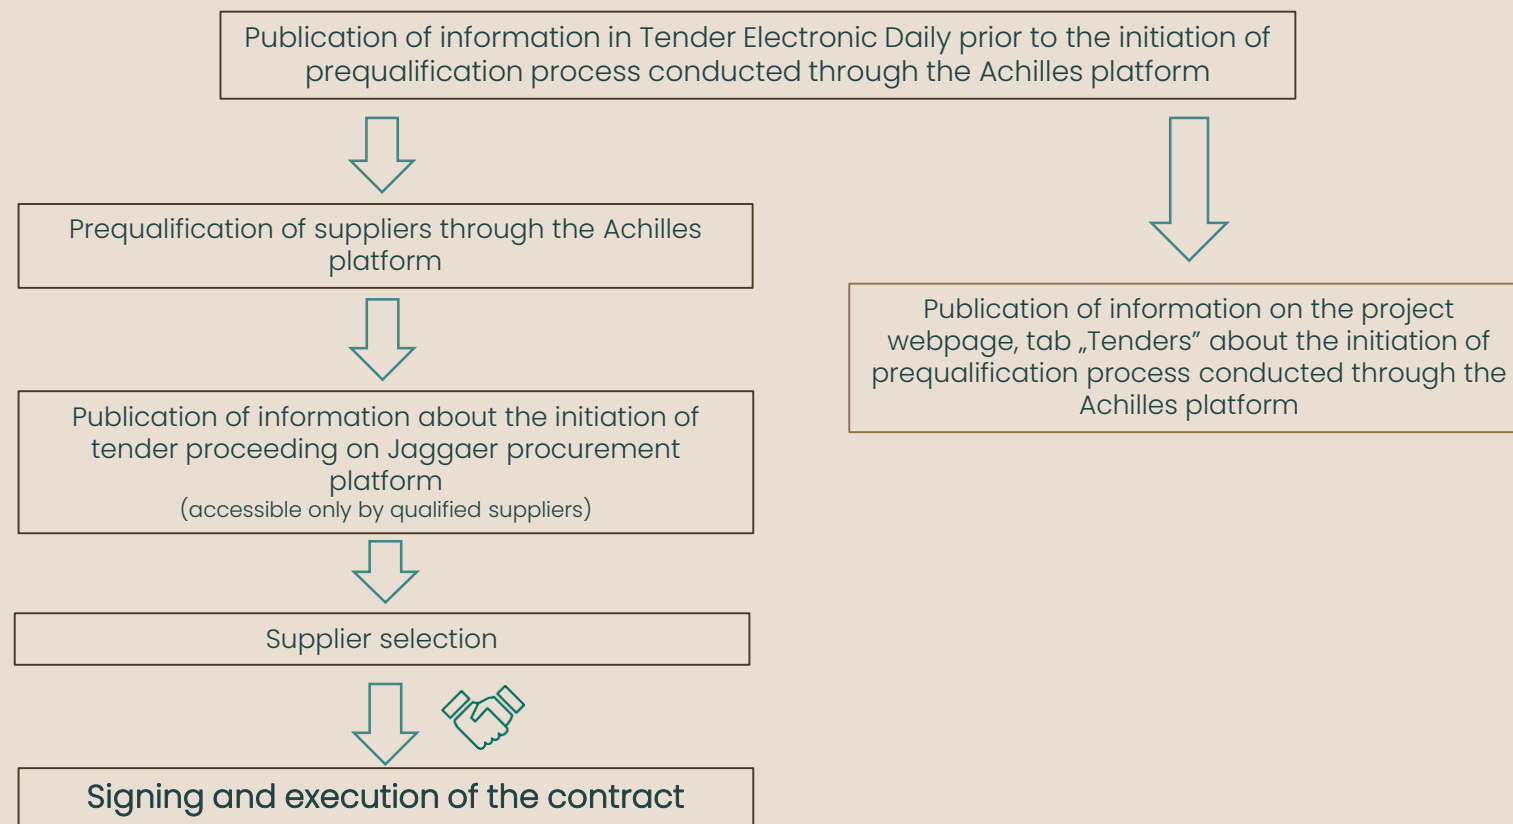 Publication of information in Tender Electronic Daily prior to the initiation of
prequalification process conducted through the Achilles platform
Prequalification of suppliers through the Achilles
platform
Publication of information about the initiation of
tender proceeding on Jaggaer procurement
platform
(accessible only by qualified suppliers)
Supplier selection
Signing and execution of the contract
Publication of information on the project
webpage, tab „Tenders” about the initiation of
prequalification process conducted through the
Achilles platform